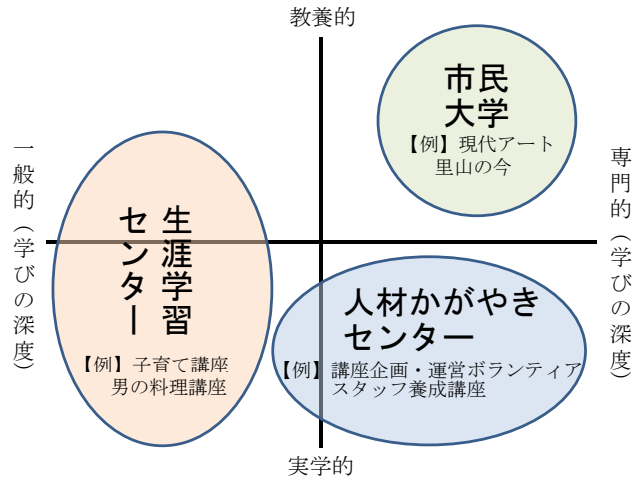 教養的
市民
大学
【例】現代アート
里山の今
一般的（学びの深度）
専門的（学びの深度）
生涯学習
センター
【例】子育て講座
男の料理講座
人材かがやき
センター
【例】講座企画・運営ボランティア
スタッフ養成講座
実学的